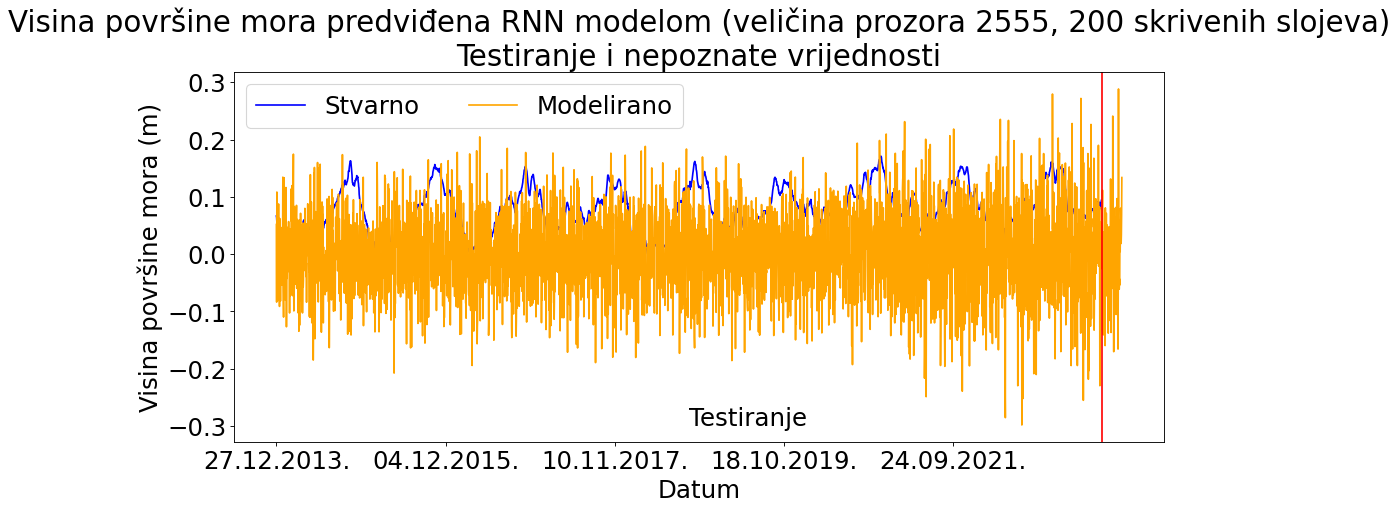 Visina površine mora predviđena RNN modelom (veličina prozora 2555, 200 skrivenih slojeva)
Testiranje i nepoznate vrijednosti
Stvarno Modelirano
Visina površine mora (m)
0.3
0.2
0.1
0.0
−0.1
−0.2
−0.3
Testiranje
27.12.2013. 04.12.2015. 10.11.2017. 18.10.2019. 24.09.2021.
Datum